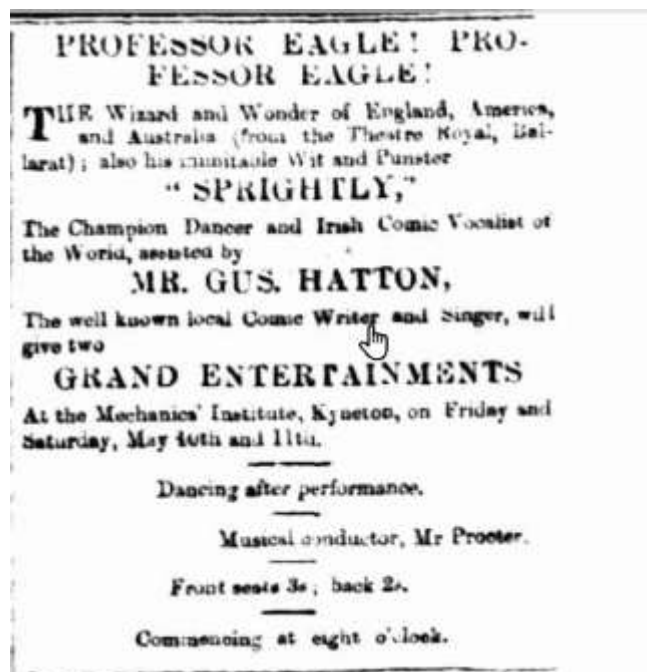 PROFESSOR EAGLE! PRO-
FESSOR EAGLE!
THE Wizard and Wonder of England, America,
and Australia (from the Theatre Royal, Bal-
larat); also his inimitable Wit and Punster
"SPRIGHTLY,"
The Champion Dancer and Irish Comic Vocalist of
the World, assisted by
MR. GUS. HATTON,
The well known local Comic Writer and Singer, will
give two
GRAND ENTERTAINMENTS
At the Mechanics' Institute, Kyneton, on Friday and
Saturday, May 10th and 11th.
Dancing after performance.
Musical conductor, Mr Procter.
Front seats 3s; back 2s.
Commencing at eight o'clock.